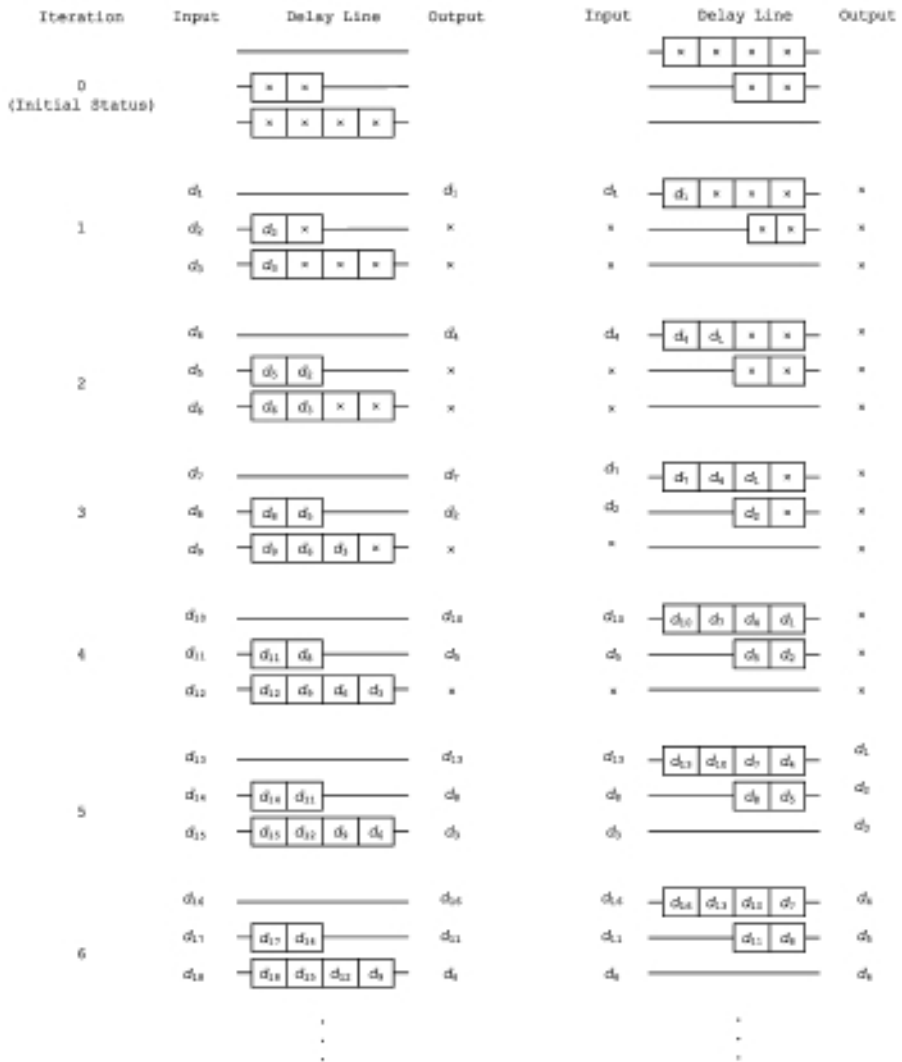 Iteration Input Delay Line Output Input Delay Line Output
× × × ×
0 × × × ×
(Initial Status)
× × × ×
d₁ d₁ d₁ d₁ × × × ×
1 d₂ d₂ × × × × × ×
d₃ d₃ × × × × × ×
d₄ d₄ d₄ d₄ d₁ × × ×
2 d₅ d₅ d₂ × × × × ×
d₆ d₆ d₃ × × × × ×
d₇ d₇ d₇ d₇ d₄ d₁ × ×
3 d₈ d₈ d₅ d₂ d₂ d₂ × ×
d₉ d₉ d₆ d₃ × × × ×
d₁₀ d₁₀ d₁₀ d₁₀ d₇ d₄ d₁ ×
4 d₁₁ d₁₁ d₈ d₅ d₅ d₅ d₂ ×
d₁₂ d₁₂ d₉ d₆ d₃ × × ×
d₁₃ d₁₃ d₁₃ d₁₃ d₁₀ d₇ d₄ d₁
5 d₁₄ d₁₄ d₁₁ d₈ d₈ d₈ d₅ d₂
d₁₅ d₁₅ d₁₂ d₉ d₆ d₃ d₃ d₃
d₁₆ d₁₆ d₁₆ d₁₆ d₁₃ d₁₀ d₇ d₄
6 d₁₇ d₁₇ d₁₄ d₁₁ d₁₁ d₁₁ d₈ d₅
d₁₈ d₁₈ d₁₅ d₁₂ d₉ d₆ d₆ d₆